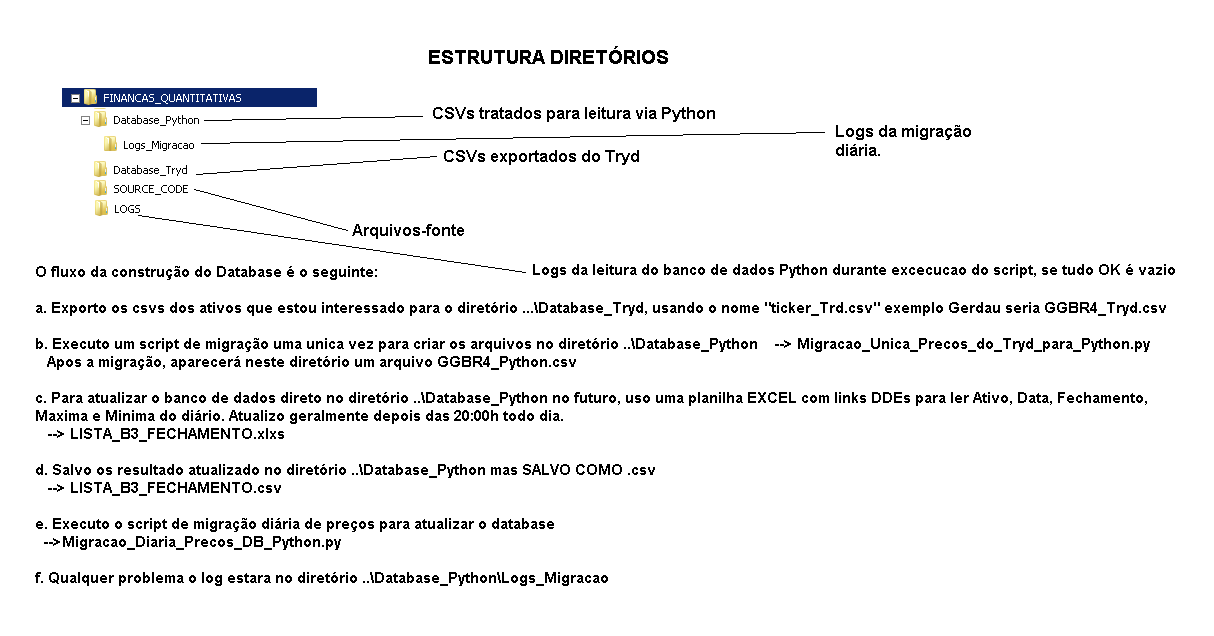 ESTRUTURA DIRETÓRIOS
FINANCAS_QUANTITATIVAS
Database_Python
CSVs tratados para leitura via Python
Logs_Migracao
Logs da migração
diária.
Database_Tryd
CSVs exportados do Tryd
SOURCE_CODE
LOGS
Arquivos-fonte
O fluxo da construção do Database é o seguinte:
Logs da leitura do banco de dados Python durante excecucao do script, se tudo OK é vazio
a. Exporto os csvs dos ativos que estou interessado para o diretório ...\Database_Tryd, usando o nome "ticker_Trd.csv" exemplo Gerdau seria GGBR4_Tryd.csv
b. Executo um script de migração uma unica vez para criar os arquivos no diretório ..\Database_Python --> Migracao_Unica_Precos_do_Tryd_para_Python.py
Apos a migração, aparecerá neste diretório um arquivo GGBR4_Python.csv
c. Para atualizar o banco de dados direto no diretório ..\Database_Python no futuro, uso uma planilha EXCEL com links DDEs para ler Ativo, Data, Fechamento,
Maxima e Minima do diário. Atualizo geralmente depois das 20:00h todo dia.
--> LISTA_B3_FECHAMENTO.xlxs
d. Salvo os resultado atualizado no diretório ..\Database_Python mas SALVO COMO .csv
--> LISTA_B3_FECHAMENTO.csv
e. Executo o script de migração diária de preços para atualizar o database
-->Migracao_Diaria_Precos_DB_Python.py
f. Qualquer problema o log estara no diretório ..\Database_Python\Logs_Migracao